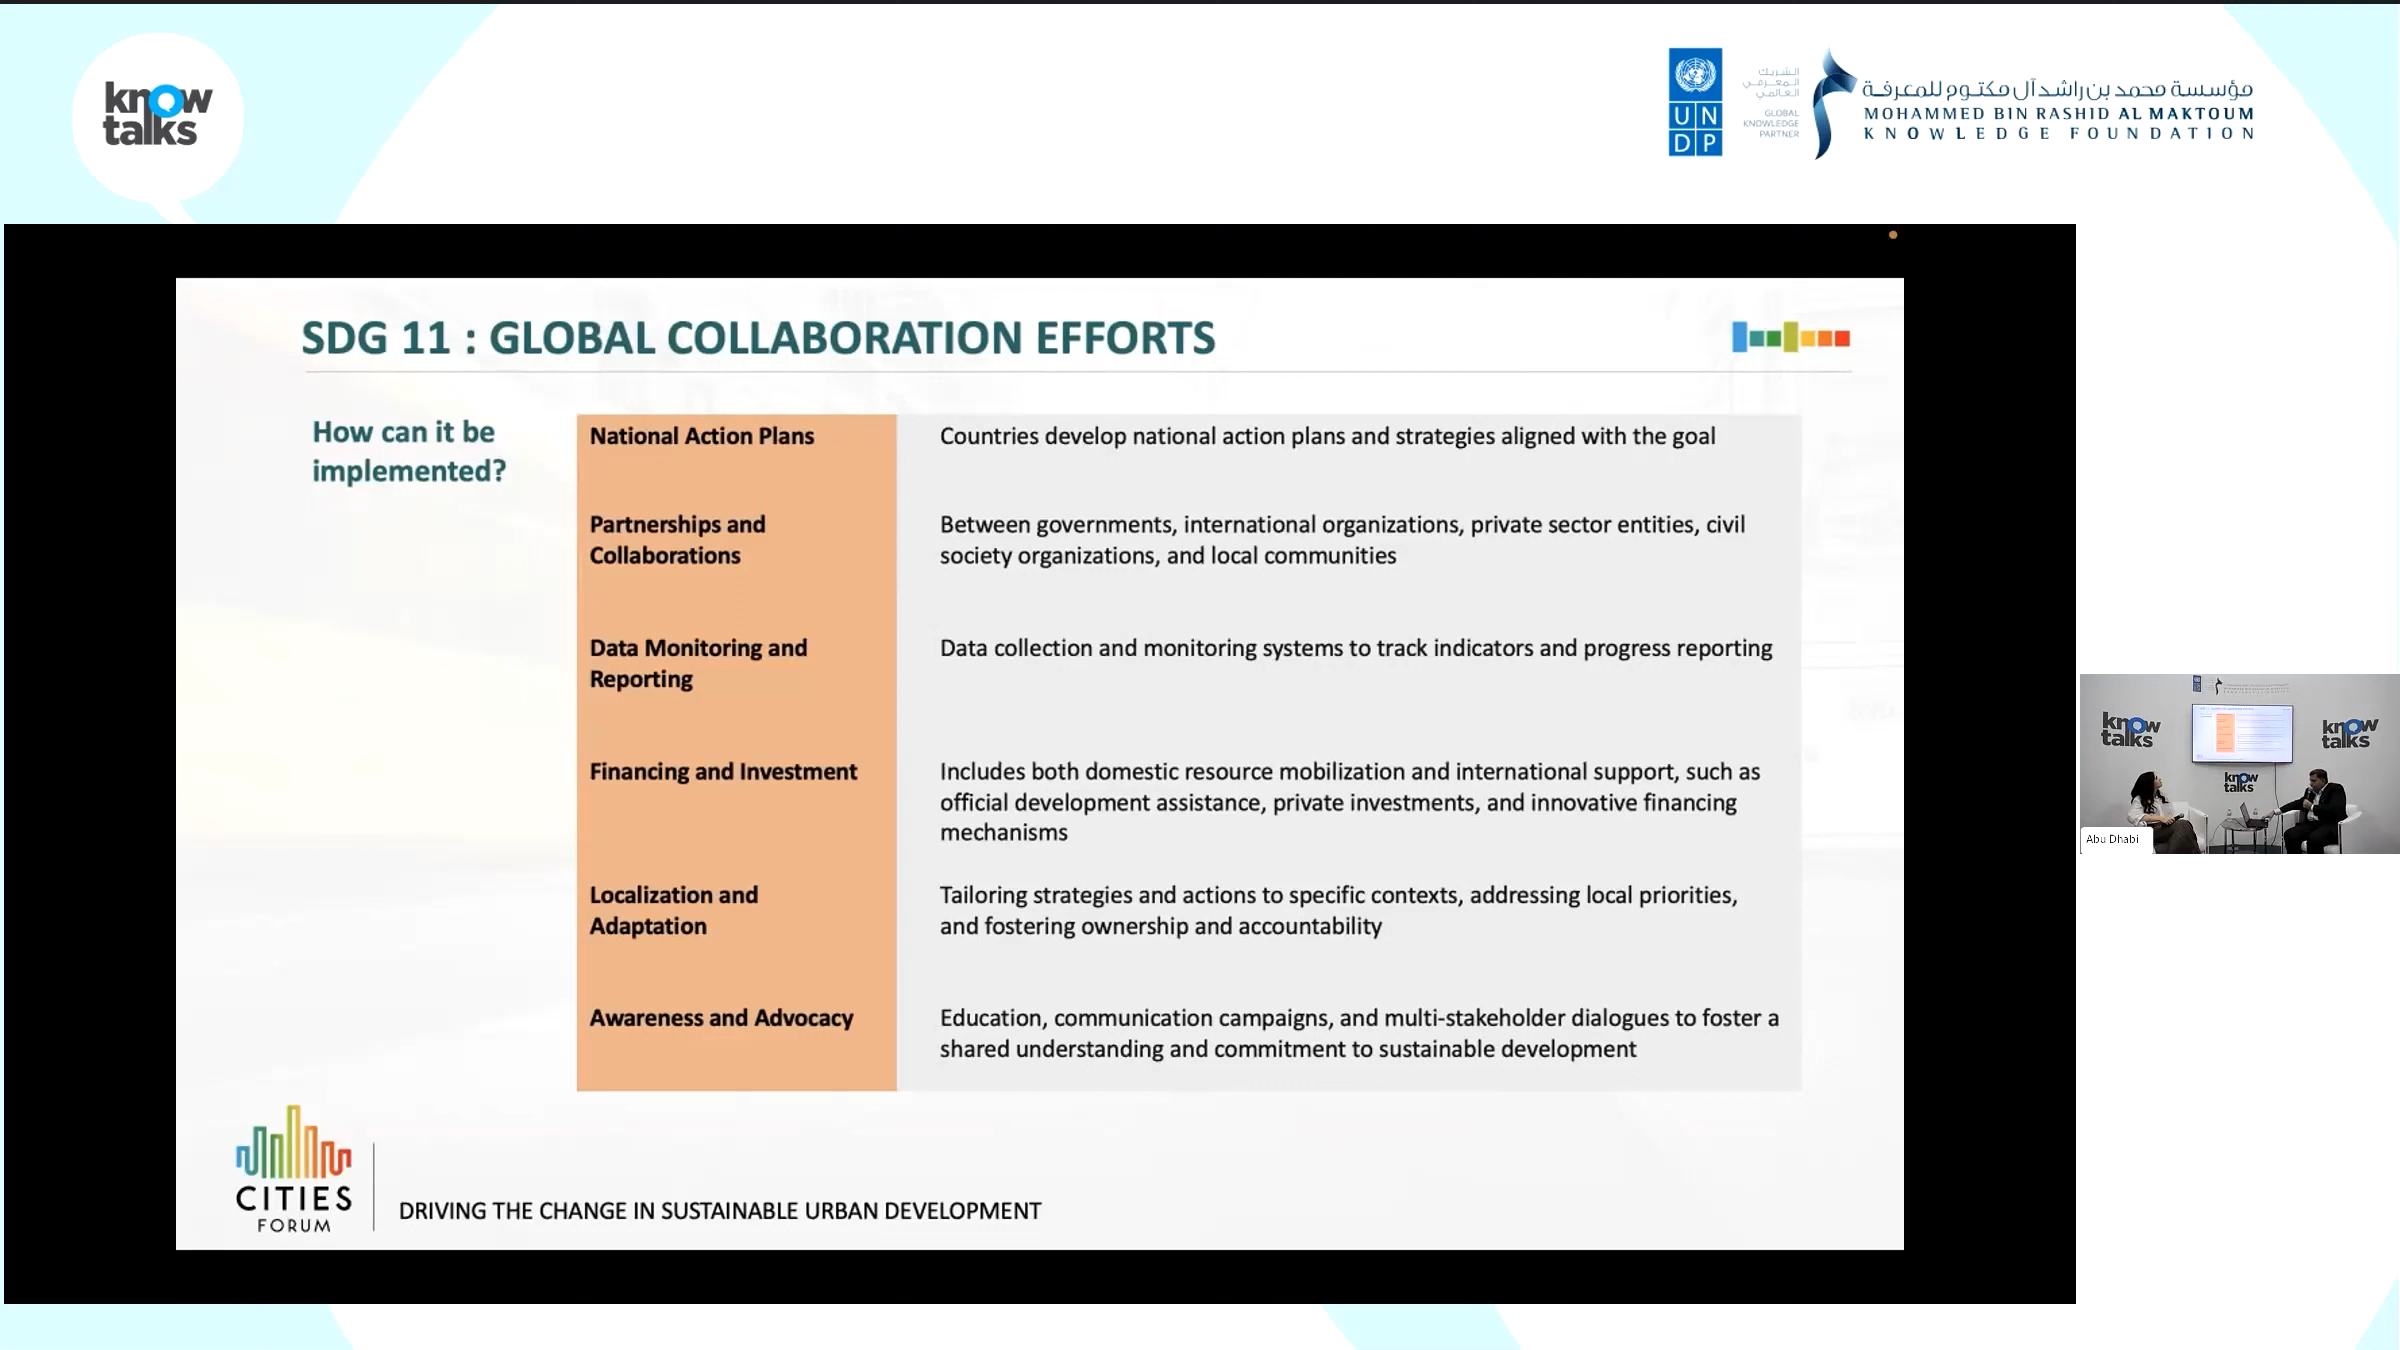 know
talks
UN
DP
الشريك
المعرفي
العالمي
GLOBAL
KNOWLEDGE
PARTNER
مؤسسة محمد بن راشد آل مكتوم للمعرفة
MOHAMMED BIN RASHID AL MAKTOUM
KNOWLEDGE FOUNDATION
SDG 11 : GLOBAL COLLABORATION EFFORTS
How can it be
implemented?
National Action Plans
Countries develop national action plans and strategies aligned with the goal
Partnerships and
Collaborations
Between governments, international organizations, private sector entities, civil
society organizations, and local communities
Data Monitoring and
Reporting
Data collection and monitoring systems to track indicators and progress reporting
Financing and Investment
Includes both domestic resource mobilization and international support, such as
official development assistance, private investments, and innovative financing
mechanisms
Localization and
Adaptation
Tailoring strategies and actions to specific contexts, addressing local priorities,
and fostering ownership and accountability
Awareness and Advocacy
Education, communication campaigns, and multi-stakeholder dialogues to foster a
shared understanding and commitment to sustainable development
CITIES
FORUM
DRIVING THE CHANGE IN SUSTAINABLE URBAN DEVELOPMENT
know
talks
know
talks
know
talks
Abu Dhabi